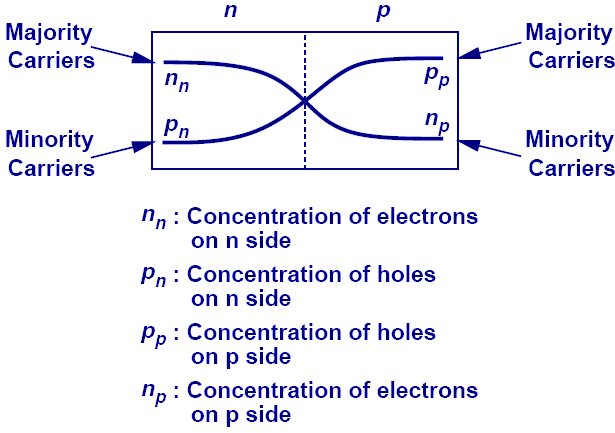 n p
Majority
Carriers
Majority
Carriers
nn
pp
pn
np
Minority
Carriers
Minority
Carriers
nn : Concentration of electrons
on n side
pn : Concentration of holes
on n side
pp : Concentration of holes
on p side
np : Concentration of electrons
on p side